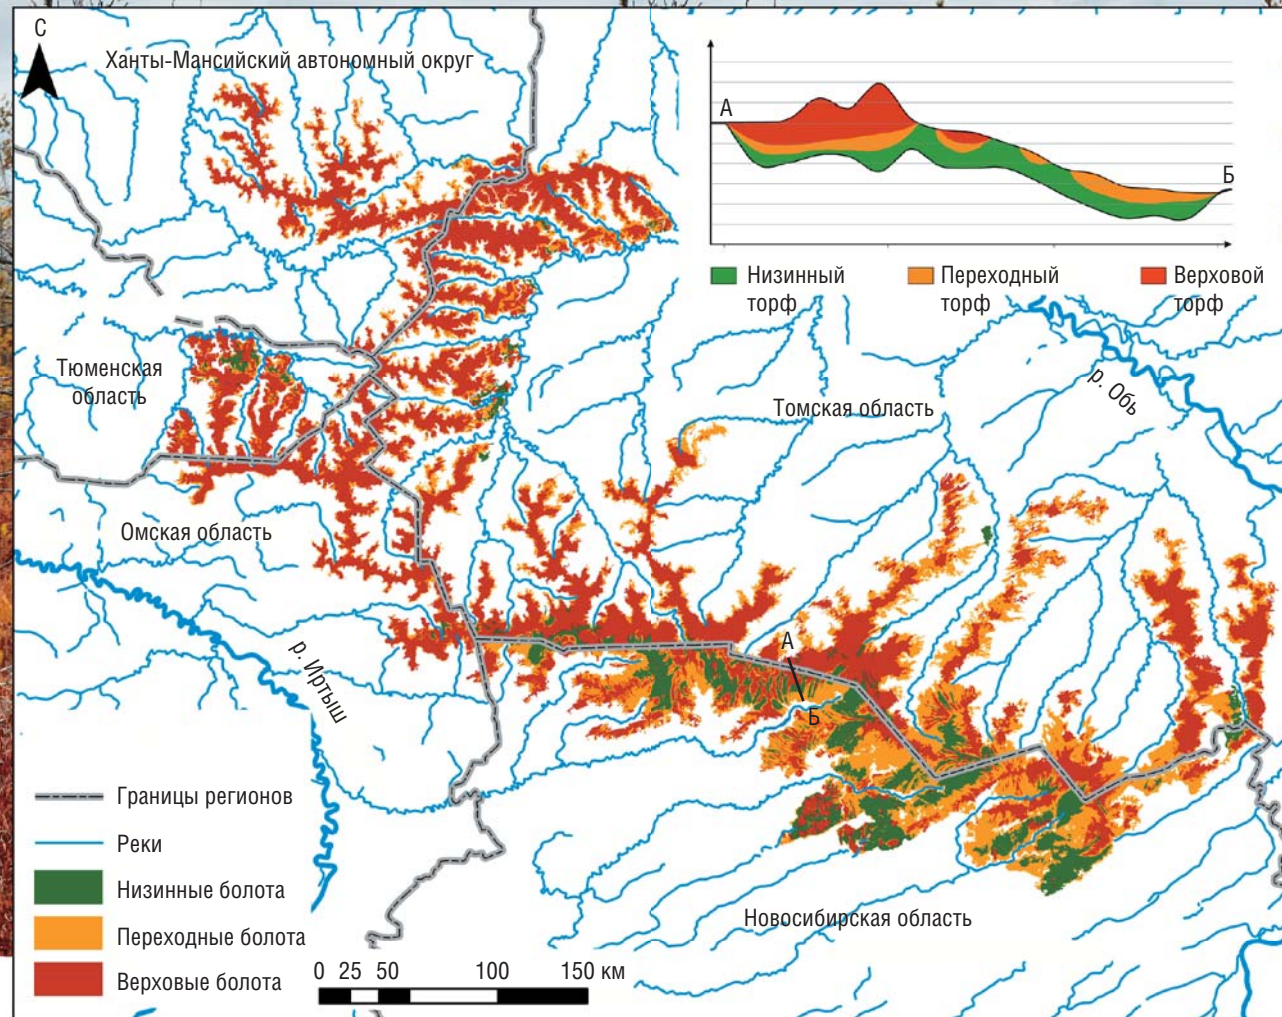 С
Ханты-Мансийский автономный округ
А
Б
Низинный
торф
Переходный
торф
Верховой
торф
Тюменская
область
Томская область
р. Обь
Омская область
р. Иртыш
А
Б
Границы регионов
Реки
Низинные болота
Переходные болота
Верховые болота
Новосибирская область
0 25 50 100 150 км